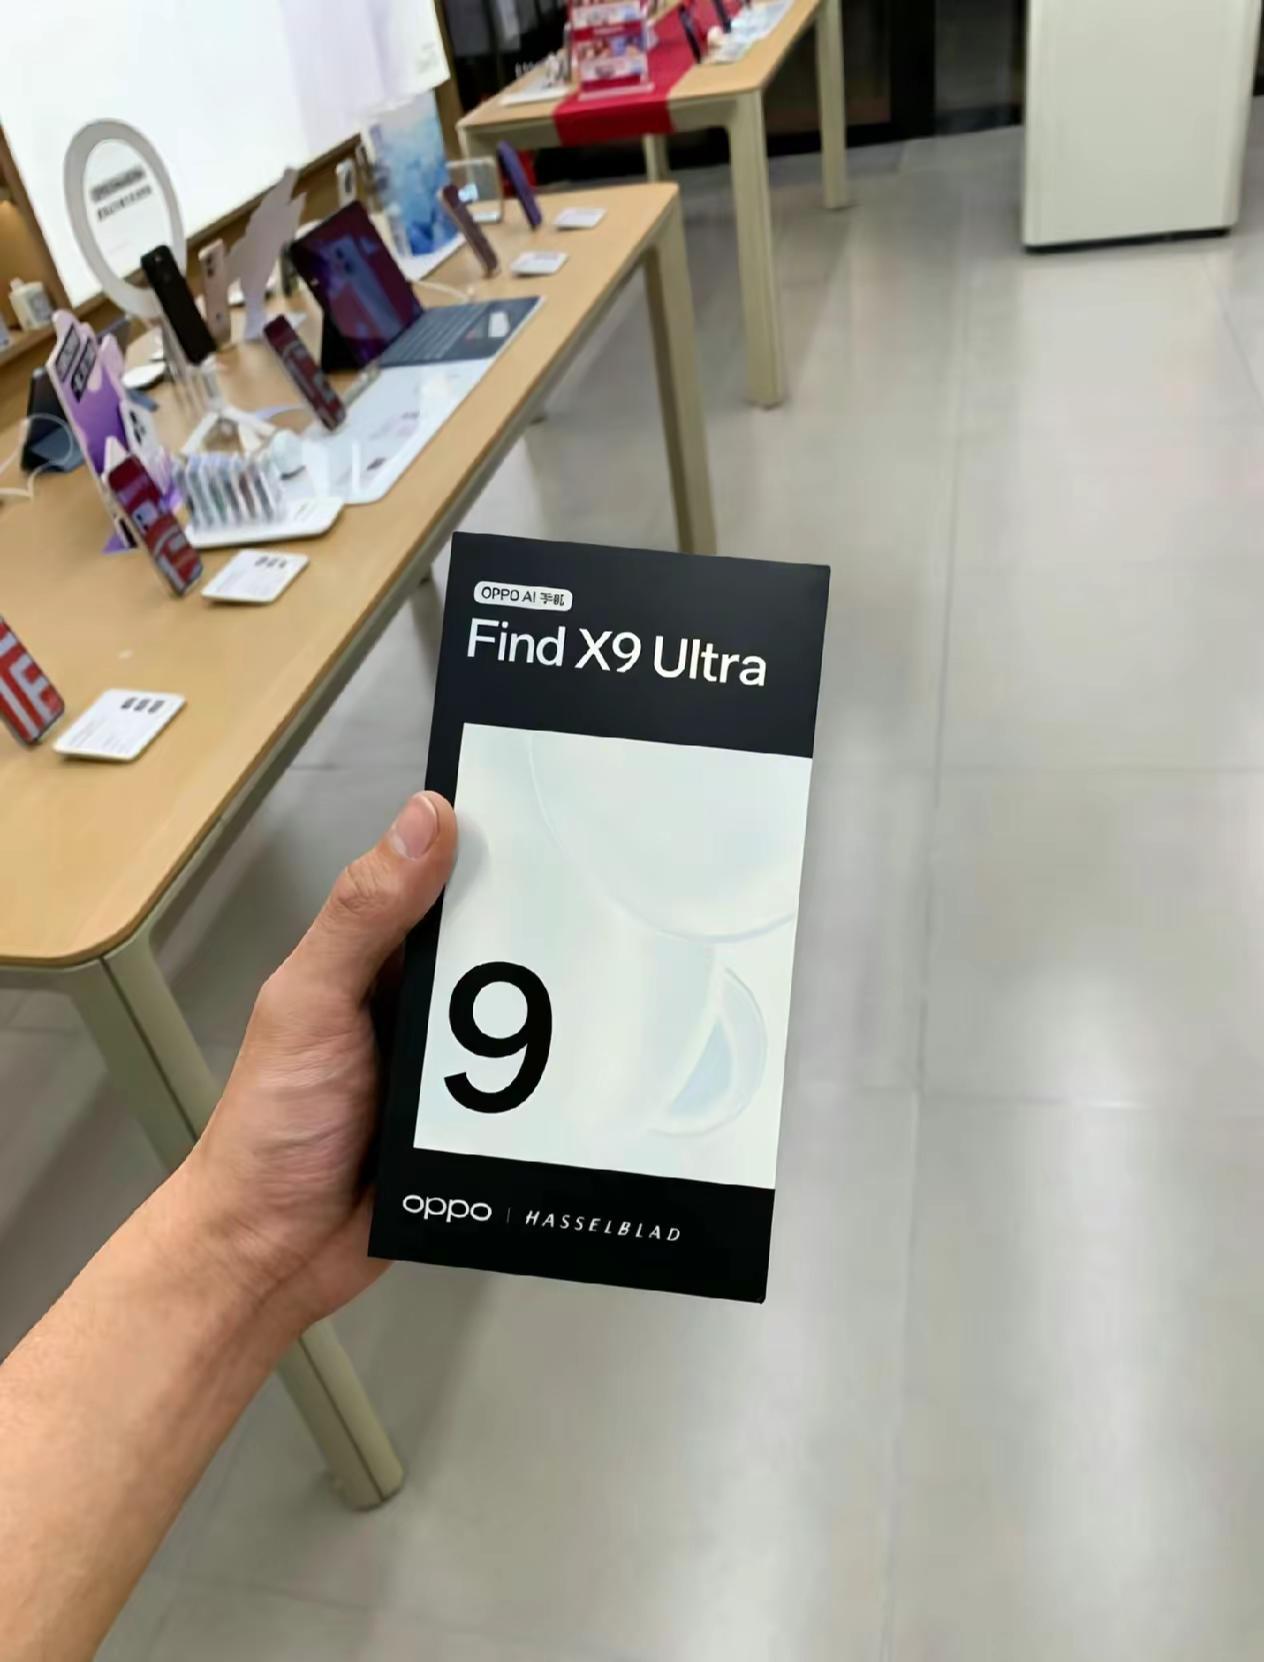 OPPO AI 手机
Find X9 Ultra
9
oppo | HASSELBLAD